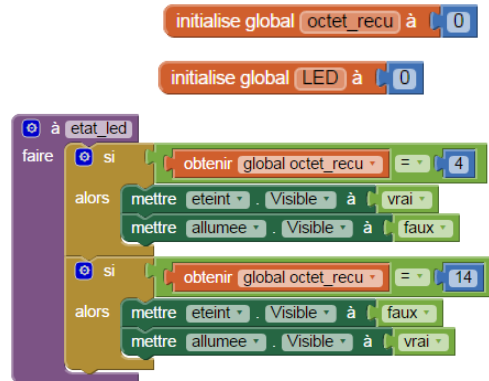 initialise global octet_recu à 0
initialise global LED à 0
à etat_led
faire si obtenir global octet_recu = 4
alors mettre eteint . Visible à vrai
mettre allumee . Visible à faux
si obtenir global octet_recu = 14
alors mettre eteint . Visible à faux
mettre allumee . Visible à vrai